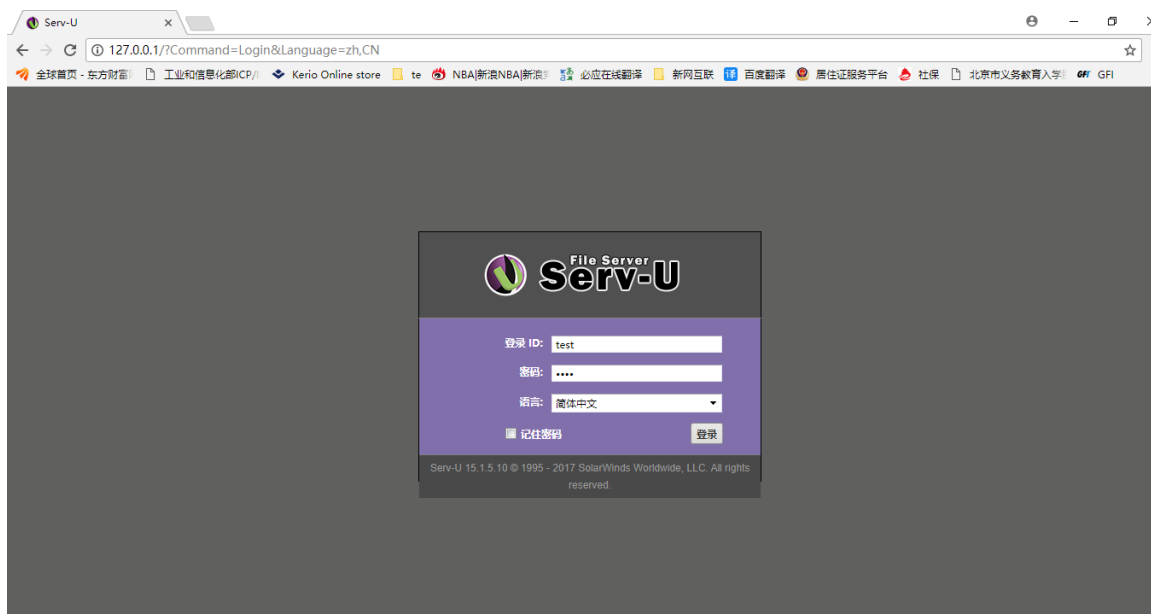 Serv-U
127.0.0.1/?Command=Login&Language=zh,CN
全球首页 - 东方财富 工业和信息化部ICP/I Kerio Online store te NBA|新浪NBA|新浪 必应在线翻译 新网互联 译 百度翻译 居住证服务平台 社保 北京市义务教育入学 GFI GFI
File Server
Serv-U
登录 ID: test
密码: ••••
语言: 简体中文
记住密码 登录
Serv-U 15.1.5.10 © 1995 - 2017 SolarWinds Worldwide, LLC. All rights
reserved.